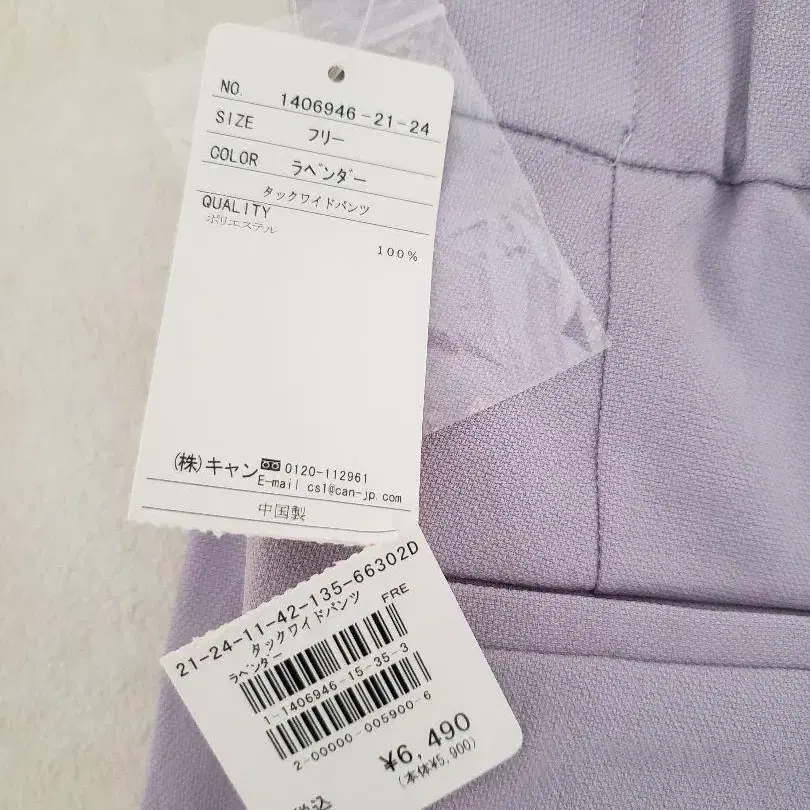 NO. 1406946-21-24
SIZE フリー
COLOR ラベンダー
タックワイドパンツ
QUALITY
ポリエステル
100%
(株)キャン 0120-112961
E-mail cs1@can-jp.com
中国製
21-24-11-42-135-66302D
タックワイドパンツ
ラベンダー FRE
1-1406946-15-35-3
2-00000-005900-6
¥6,490
(本体¥5,900)
税込